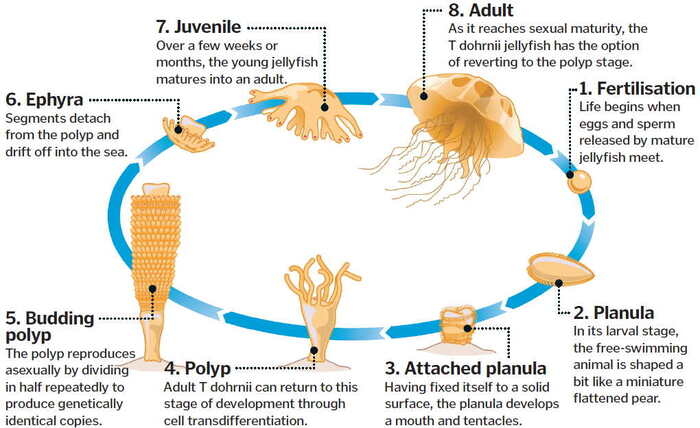 1. Fertilisation
Life begins when
eggs and sperm
released by mature
jellyfish meet.
2. Planula
In its larval stage,
the free-swimming
animal is shaped a
bit like a miniature
flattened pear.
3. Attached planula
Having fixed itself to a solid
surface, the planula develops
a mouth and tentacles.
4. Polyp
Adult T dohrnii can return to this
stage of development through
cell transdifferentiation.
5. Budding
polyp
The polyp reproduces
asexually by dividing
in half repeatedly to
produce genetically
identical copies.
6. Ephyra
Segments detach
from the polyp and
drift off into the sea.
7. Juvenile
Over a few weeks or
months, the young jellyfish
matures into an adult.
8. Adult
As it reaches sexual maturity, the
T dohrnii jellyfish has the option
of reverting to the polyp stage.